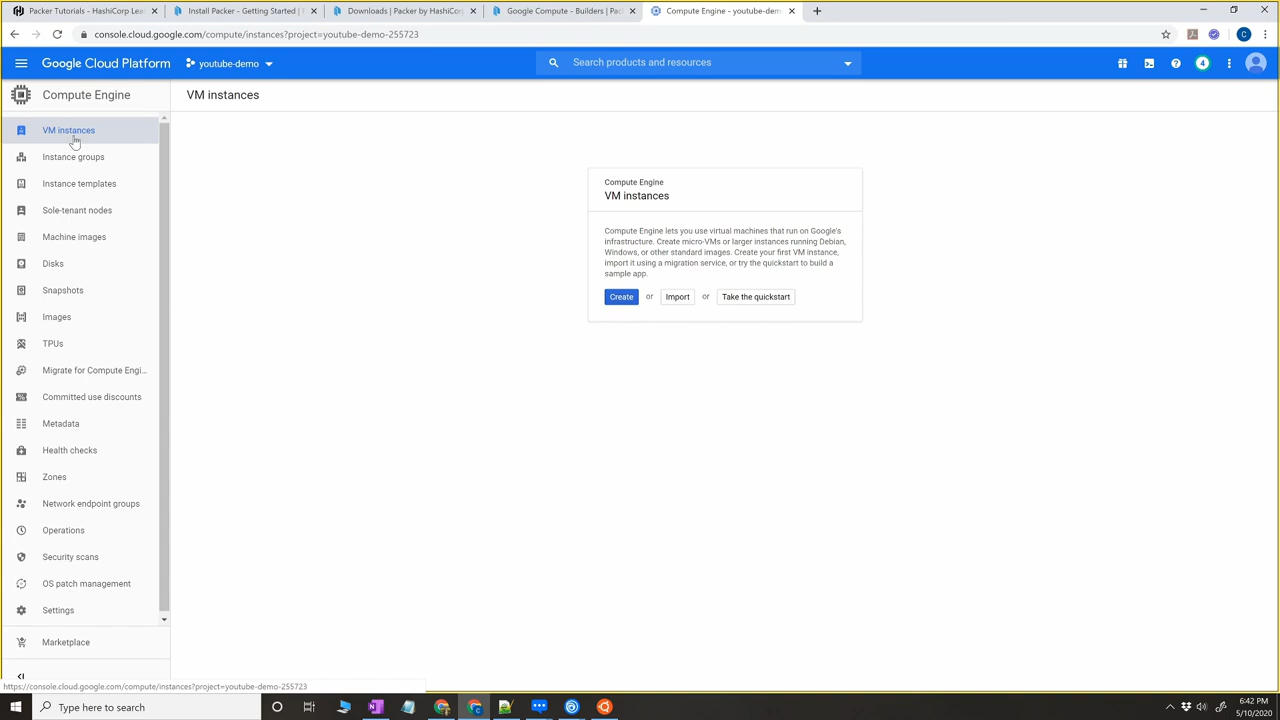 Packer Tutorials - HashiCorp Lea
Install Packer - Getting Started |
Downloads | Packer by HashiCorp
Google Compute - Builders | Pac
Compute Engine - youtube-dem
console.cloud.google.com/compute/instances?project=youtube-demo-255723
C
Google Cloud Platform
youtube-demo
Search products and resources
4
Compute Engine
VM instances
VM instances
Instance groups
Instance templates
Sole-tenant nodes
Machine images
Disks
Snapshots
Images
TPUs
Migrate for Compute Engi...
Committed use discounts
Metadata
Health checks
Zones
Network endpoint groups
Operations
Security scans
OS patch management
Settings
Marketplace
Compute Engine
VM instances
Compute Engine lets you use virtual machines that run on Google's
infrastructure. Create micro-VMs or larger instances running Debian,
Windows, or other standard images. Create your first VM instance,
import it using a migration service, or try the quickstart to build a
sample app.
Create or Import or Take the quickstart
https://console.cloud.google.com/compute/instances?project=youtube-demo-255723
Type here to search
6:42 PM
5/10/2020